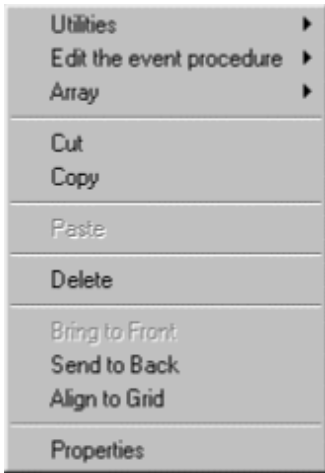 Utilities
Edit the event procedure
Array
Cut
Copy
Paste
Delete
Bring to Front
Send to Back
Align to Grid
Properties